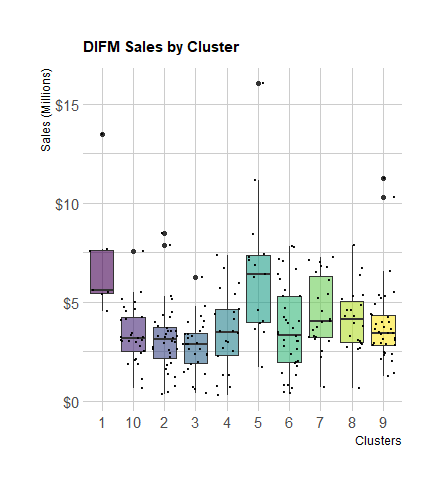 DIFM Sales by Cluster
Sales (Millions)
$15
$10
$5
$0
1 10 2 3 4 5 6 7 8 9
Clusters